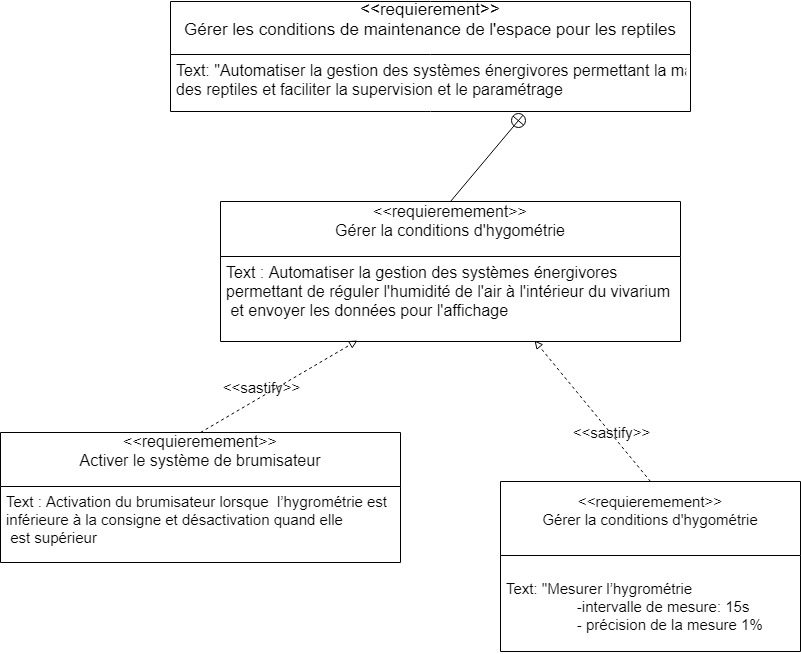 <<requierement>>
Gérer les conditions de maintenance de l'espace pour les reptiles
Text: "Automatiser la gestion des systèmes énergivores permettant la
des reptiles et faciliter la supervision et le paramétrage
<<requieremement>>
Gérer la conditions d'hygométrie
Text : Automatiser la gestion des systèmes énergivores
permettant de réguler l'humidité de l'air à l'intérieur du vivarium
et envoyer les données pour l'affichage
<<sastify>>
<<sastify>>
<<requieremement>>
Activer le système de brumisateur
Text : Activation du brumisateur lorsque l’hygrométrie est
inférieure à la consigne et désactivation quand elle
est supérieur
<<requieremement>>
Gérer la conditions d'hygométrie
Text: "Mesurer l’hygrométrie
-intervalle de mesure: 15s
- précision de la mesure 1%